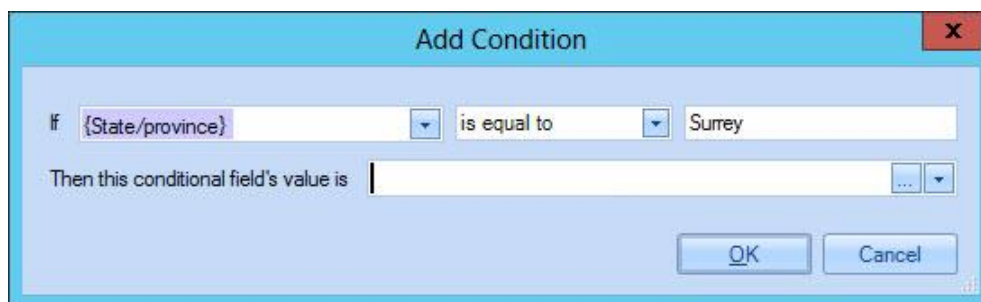 Add Condition
x
If {State/province} is equal to Surrey
Then this conditional field's value is ...
OK Cancel